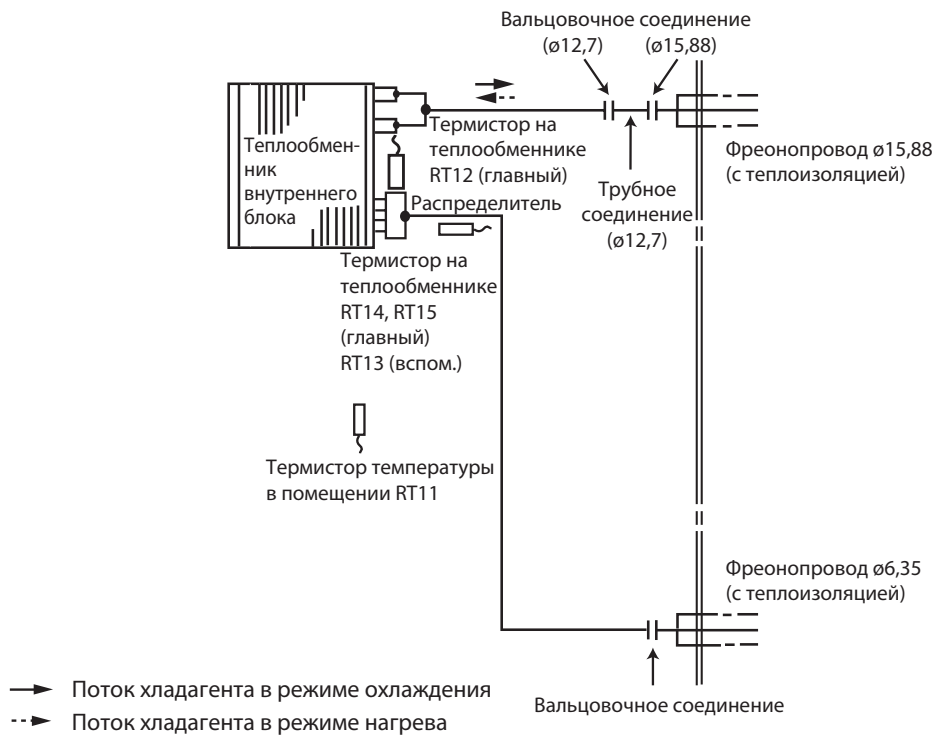 Вальцовочное соединение
(ø12,7)
(ø15,88)
Теплообмен-
ник
внутреннего
блока
Термистор на
теплообменнике
RT12 (главный)
Распределитель
Трубное
соединение
(ø12,7)
Фреонопровод ø15,88
(с теплоизоляцией)
Термистор на
теплообменнике
RT14, RT15
(главный)
RT13 (вспом.)
Термистор температуры
в помещении RT11
Фреонопровод ø6,35
(с теплоизоляцией)
Вальцовочное соединение
Поток хладагента в режиме охлаждения
Поток хладагента в режиме нагрева